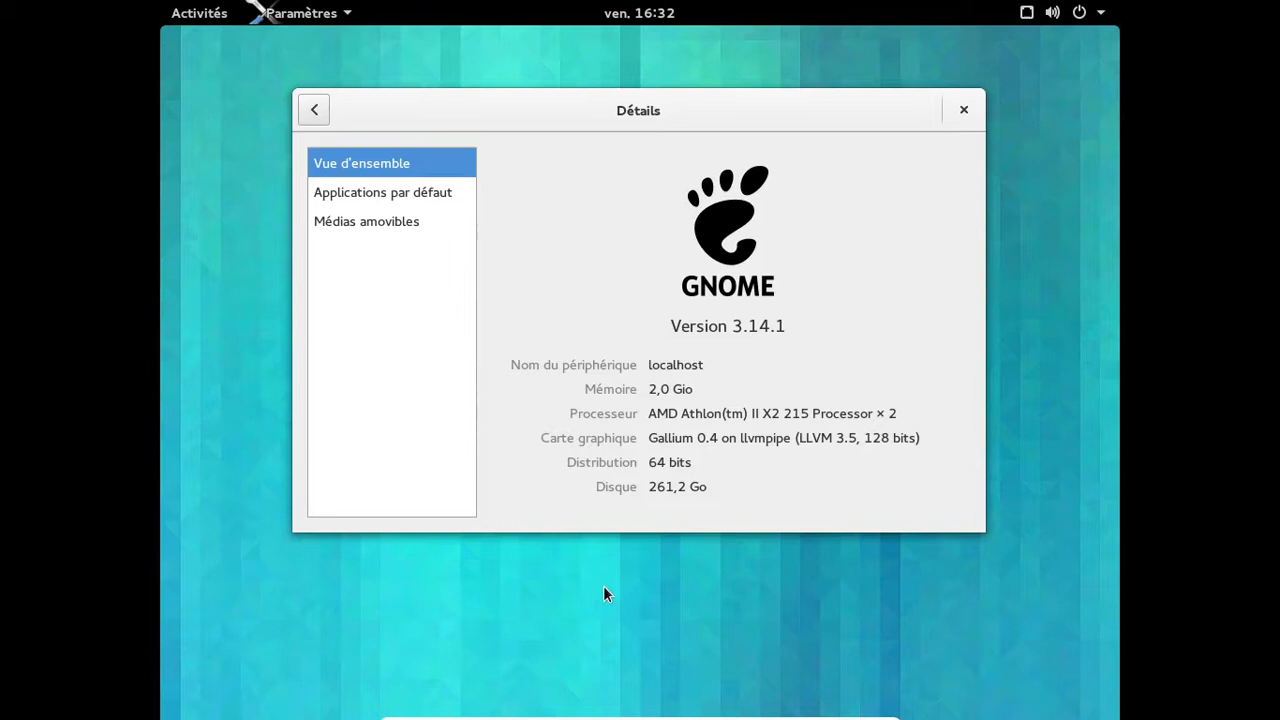 Activités Paramètres ven. 16:32
Détails
Vue d'ensemble
Applications par défaut
Médias amovibles
GNOME
Version 3.14.1
Nom du périphérique localhost
Mémoire 2,0 Gio
Processeur AMD Athlon(tm) II X2 215 Processor × 2
Carte graphique Gallium 0.4 on llvmpipe (LLVM 3.5, 128 bits)
Distribution 64 bits
Disque 261,2 Go